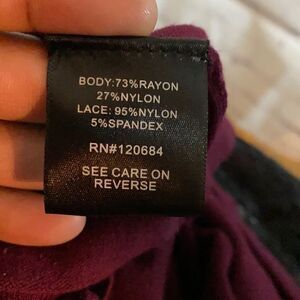 BODY:73%RAYON
27%NYLON
LACE: 95%NYLON
5%SPANDEX
RN#120684
SEE CARE ON
REVERSE